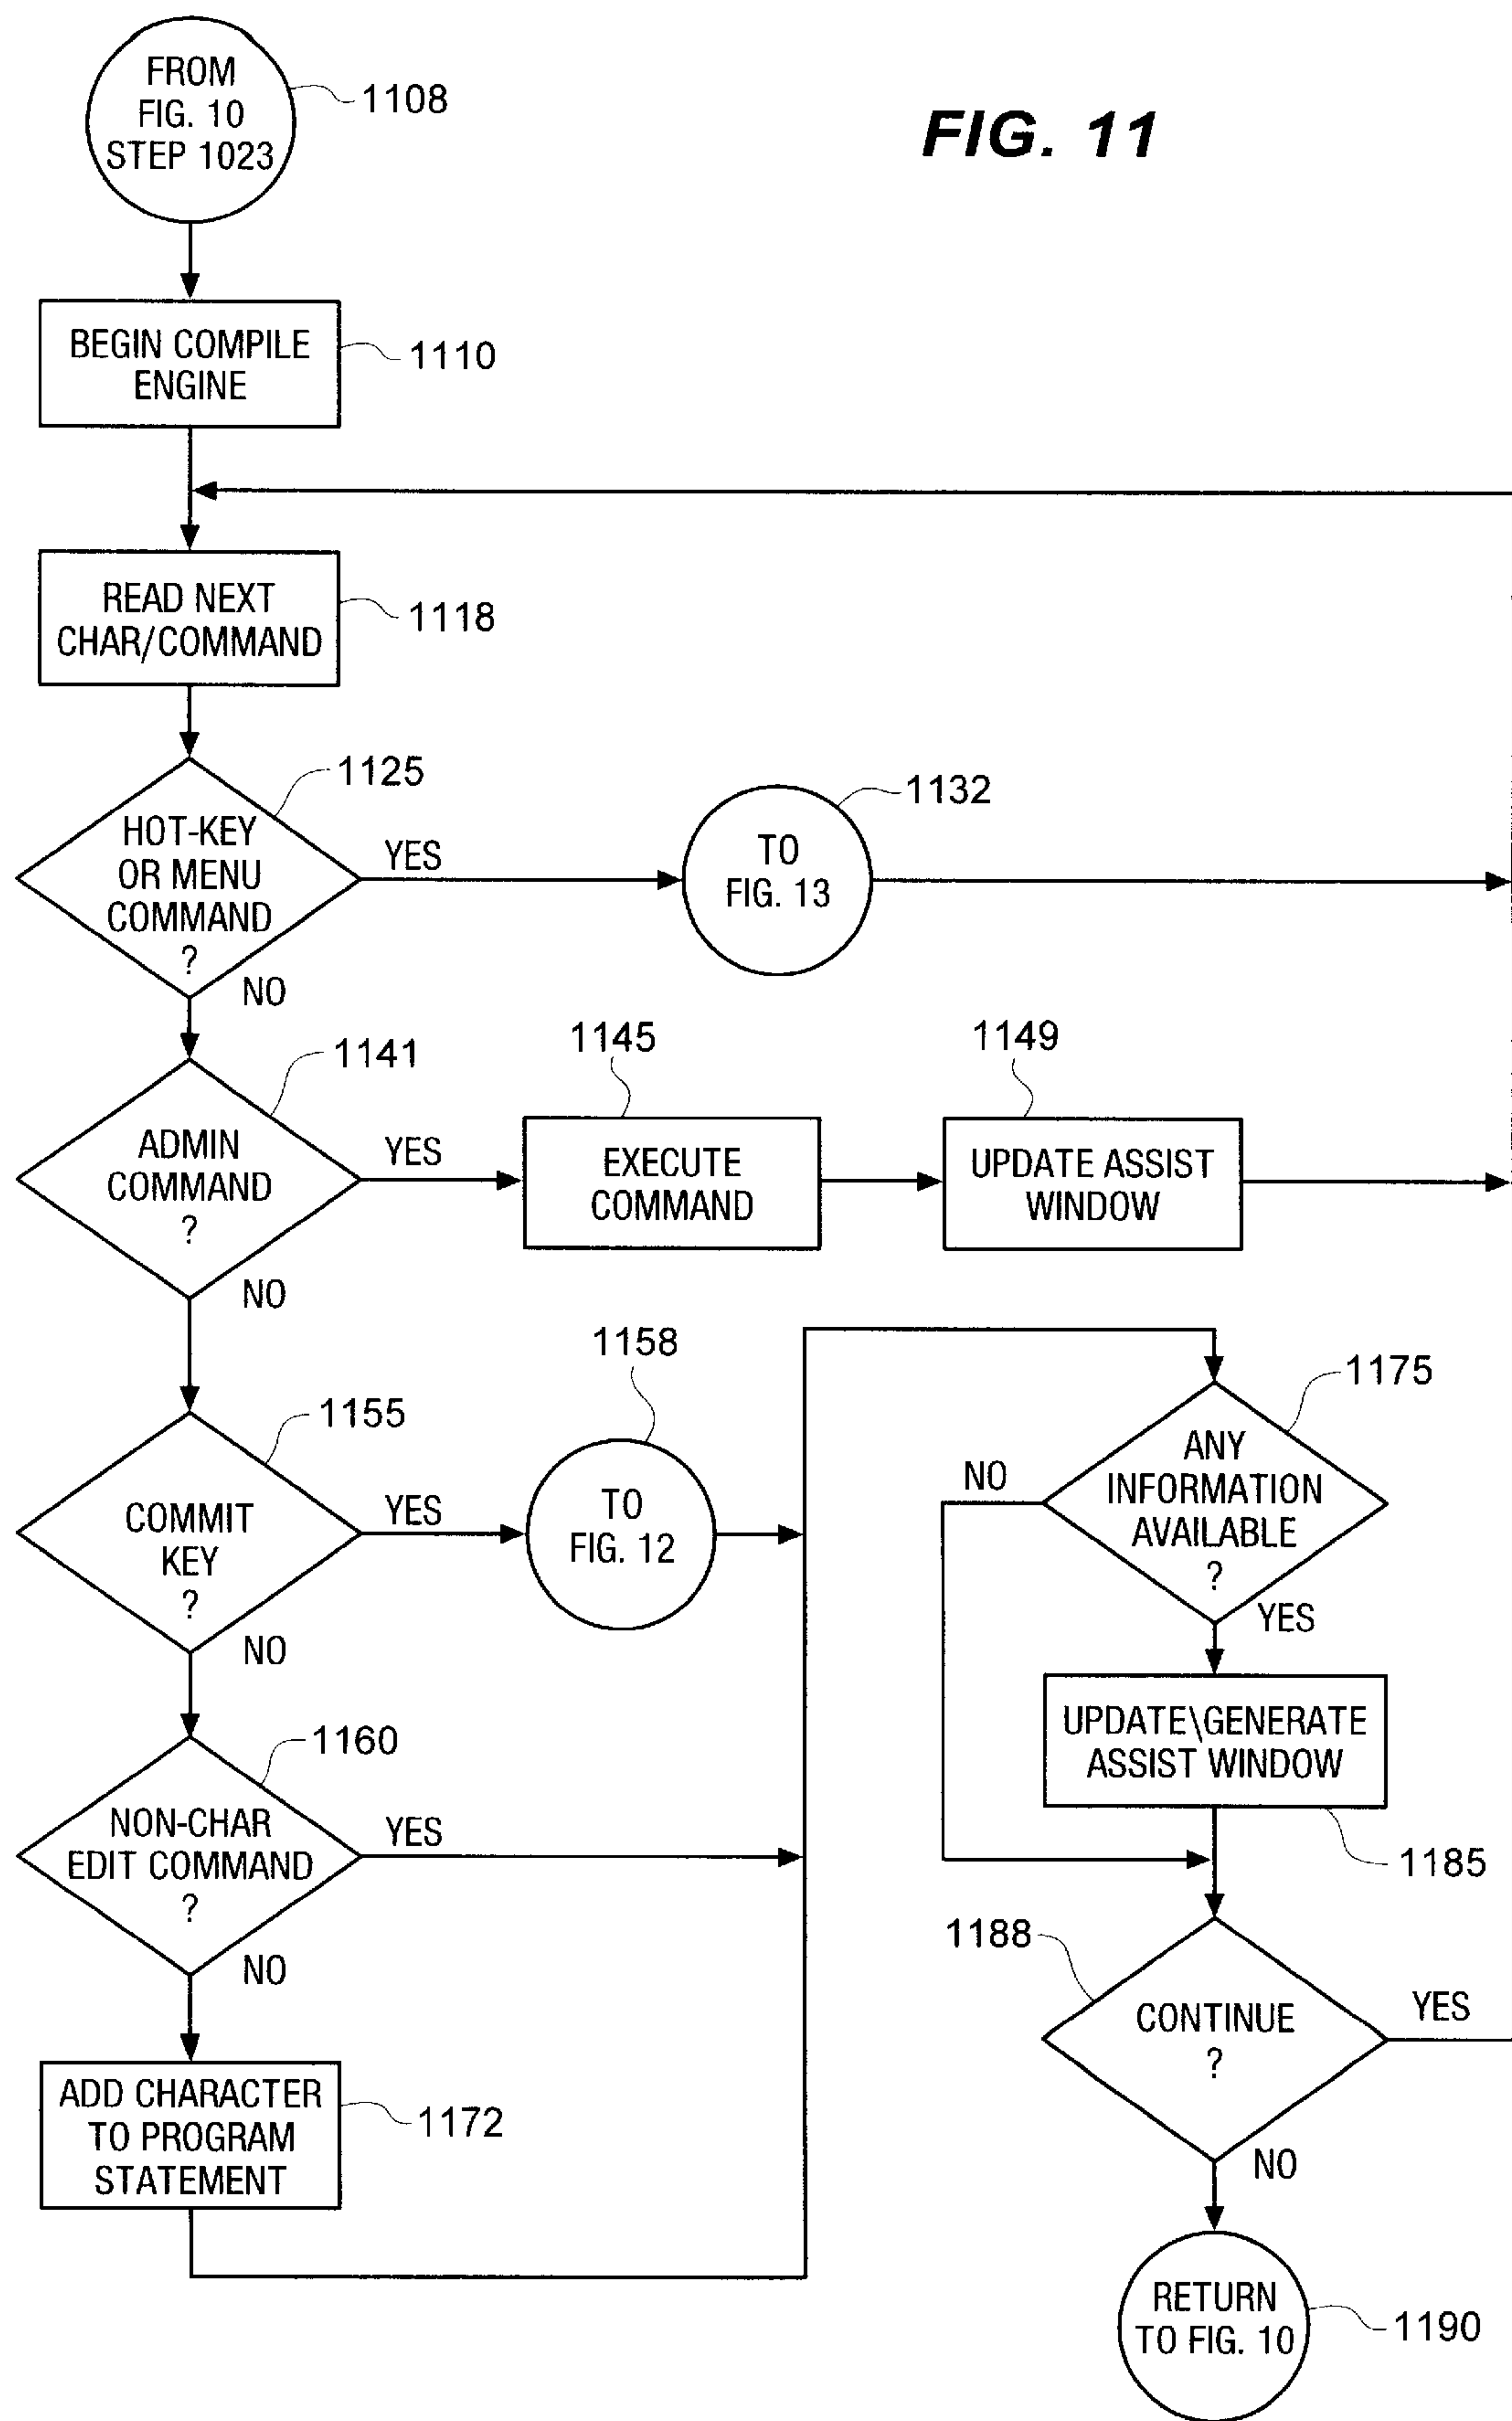 FROM
FIG. 10
STEP 1023
1108
FIG. 11
BEGIN COMPILE
ENGINE
1110
READ NEXT
CHAR/COMMAND
1118
HOT-KEY
OR MENU
COMMAND
?
1125
YES
NO
TO
FIG. 13
1132
ADMIN
COMMAND
?
1141
YES
NO
EXECUTE
COMMAND
1145
UPDATE ASSIST
WINDOW
1149
COMMIT
KEY
?
1155
YES
NO
TO
FIG. 12
1158
NON-CHAR
EDIT COMMAND
?
1160
YES
NO
ADD CHARACTER
TO PROGRAM
STATEMENT
1172
ANY
INFORMATION
AVAILABLE
?
1175
NO
YES
UPDATE\GENERATE
ASSIST WINDOW
1185
CONTINUE
?
1188
YES
NO
RETURN
TO FIG. 10
1190